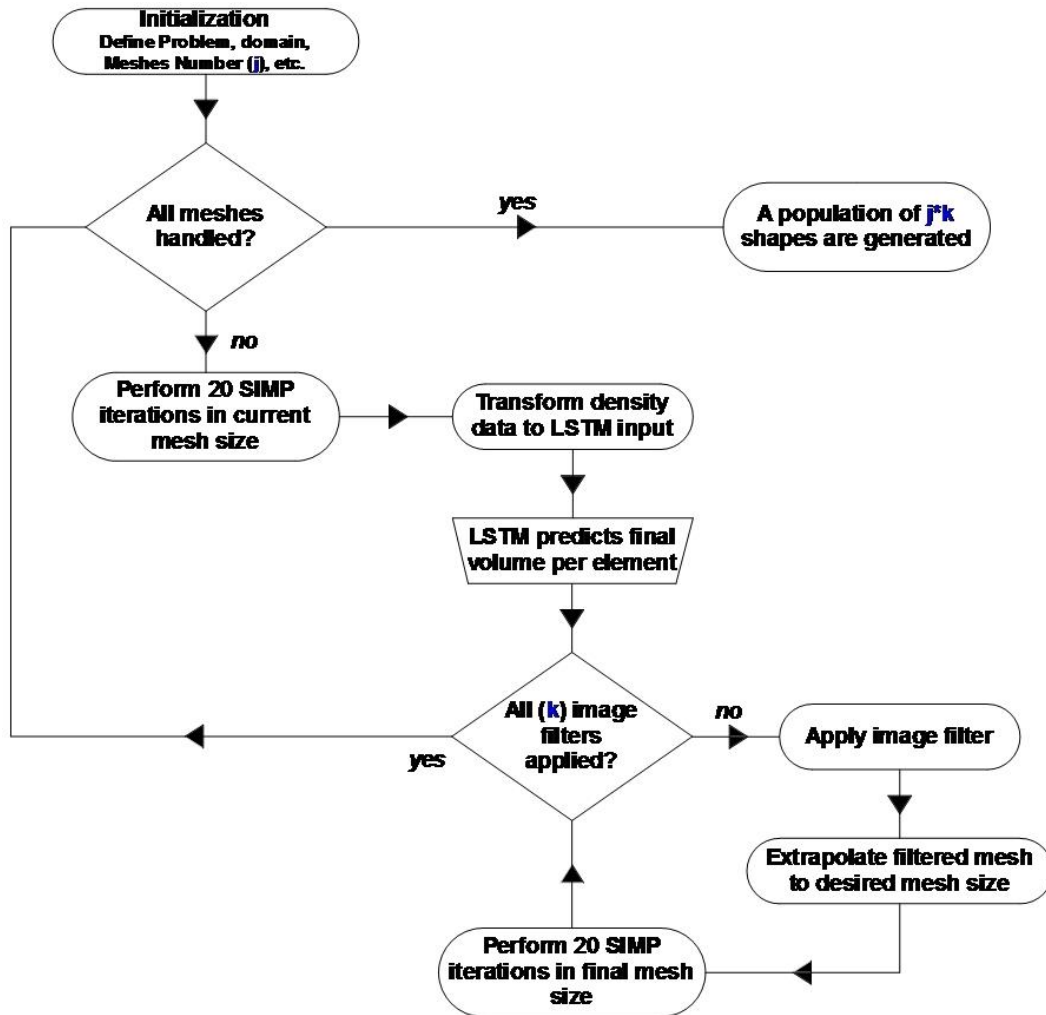 Initialization
Define Problem, domain,
Meshes Number (j), etc.
All meshes
handled?
yes
A population of j*k
shapes are generated
no
Perform 20 SIMP
iterations in current
mesh size
Transform density
data to LSTM input
LSTM predicts final
volume per element
All (k) image
filters
applied?
no
Apply image filter
yes
Extrapolate filtered mesh
to desired mesh size
Perform 20 SIMP
iterations in final mesh
size